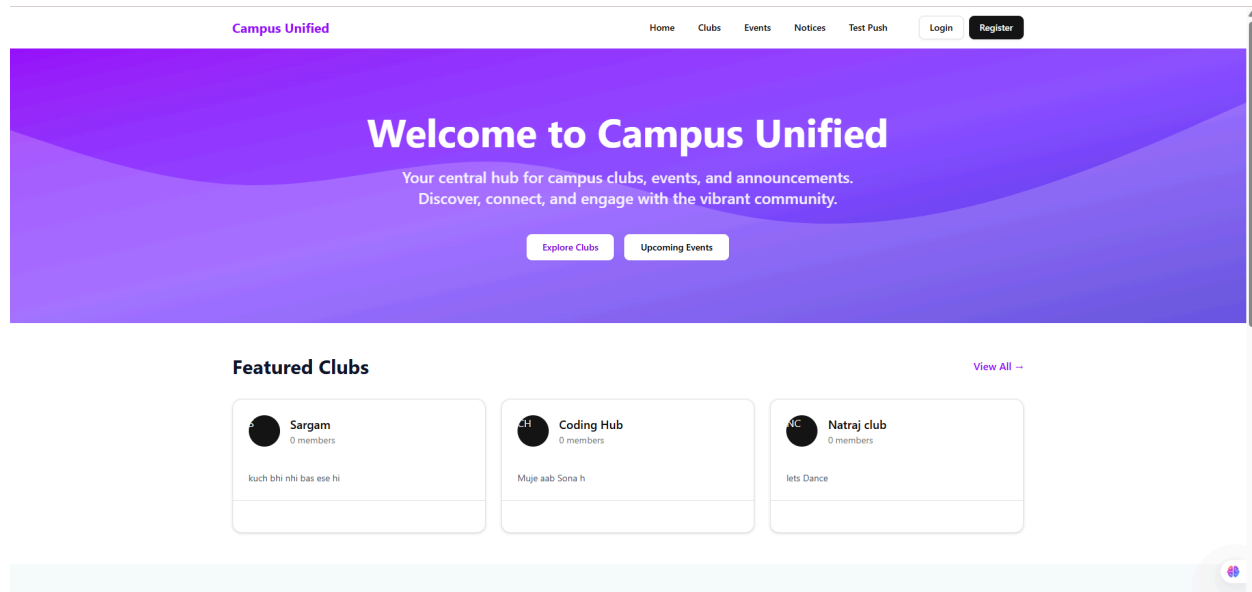 Campus Unified
Home Clubs Events Notices Test Push Login Register
Welcome to Campus Unified
Your central hub for campus clubs, events, and announcements.
Discover, connect, and engage with the vibrant community.
Explore Clubs Upcoming Events
Featured Clubs
View All →
S
Sargam
0 members
kuch bhi nhi bas ese hi
CH
Coding Hub
0 members
Muje aab Sona h
NC
Natraj club
0 members
lets Dance